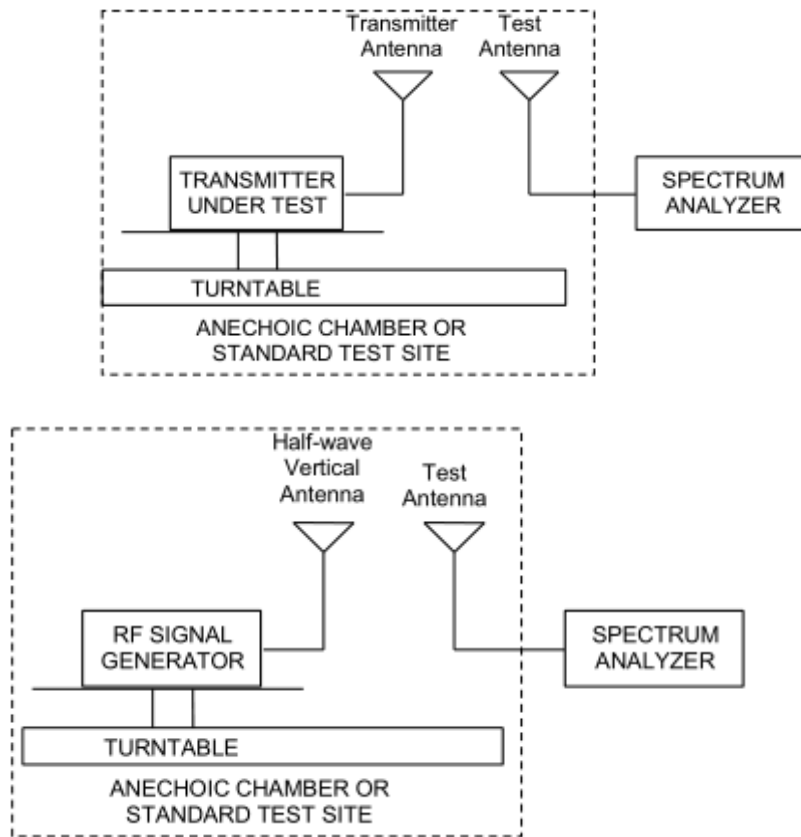 Transmitter
Antenna
Test
Antenna
TRANSMITTER
UNDER TEST
SPECTRUM
ANALYZER
TURNTABLE
ANECHOIC CHAMBER OR
STANDARD TEST SITE
Half-wave
Vertical
Antenna
Test
Antenna
RF SIGNAL
GENERATOR
SPECTRUM
ANALYZER
TURNTABLE
ANECHOIC CHAMBER OR
STANDARD TEST SITE